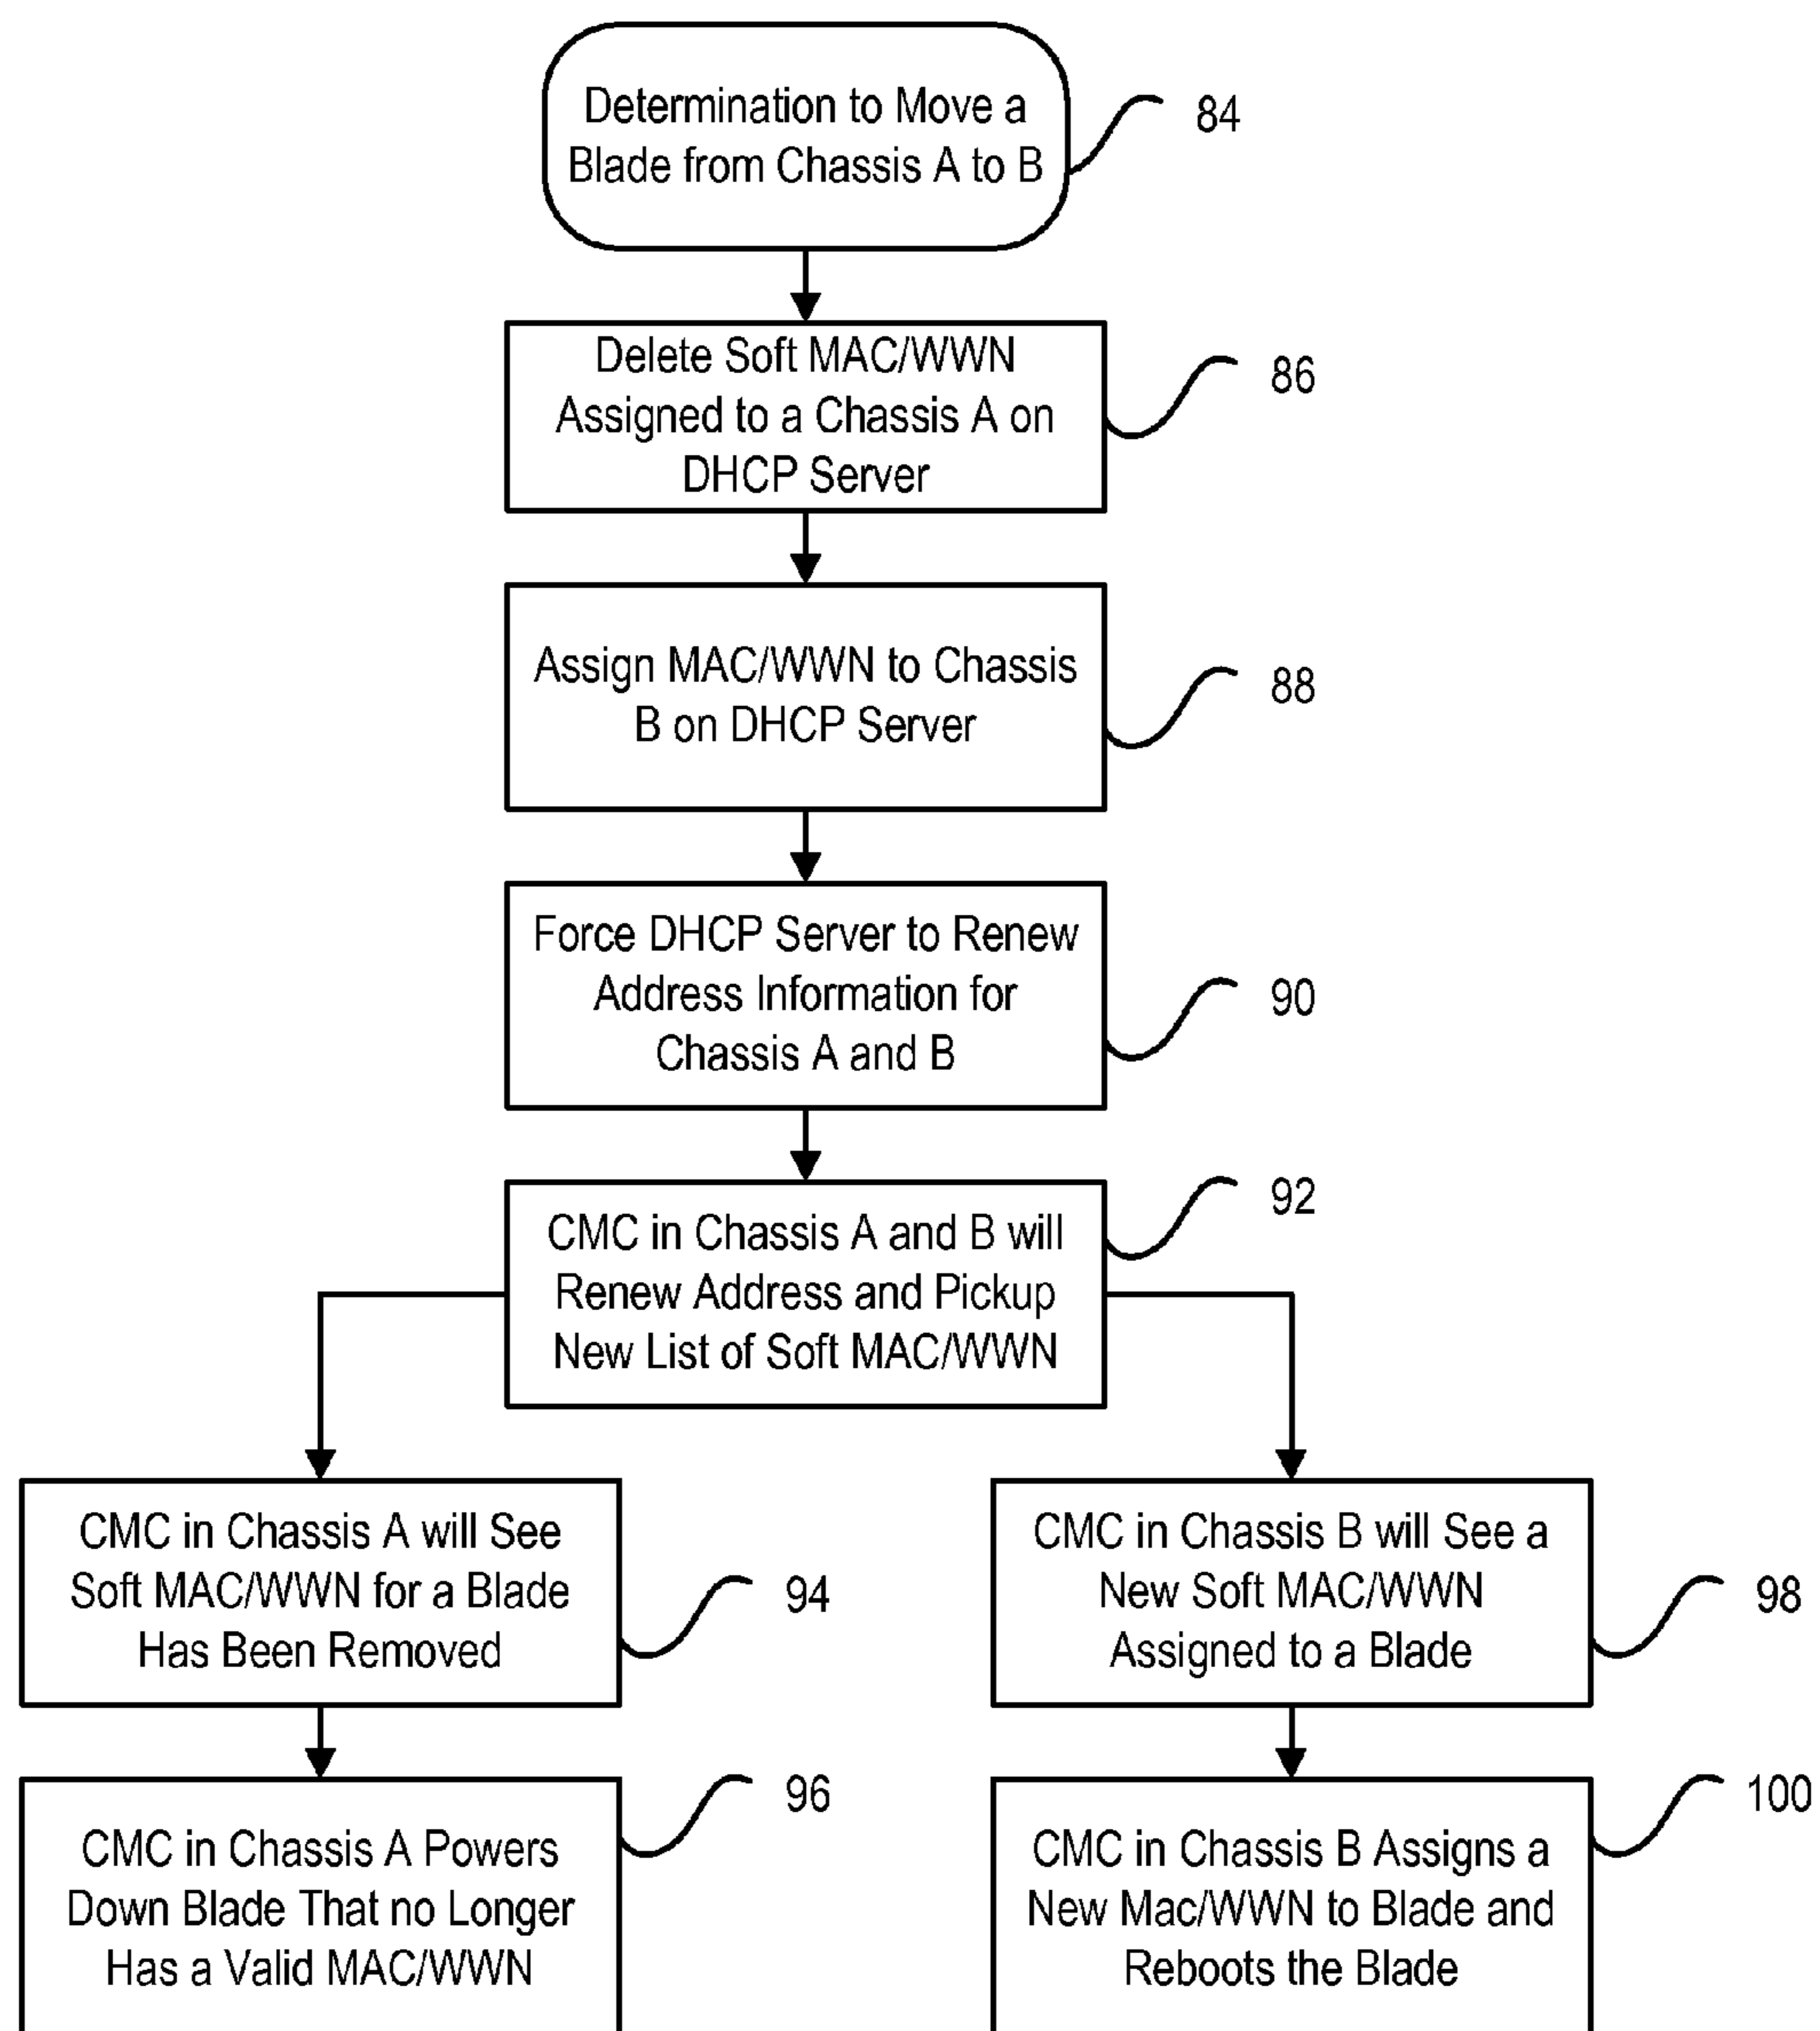 Determination to Move a
Blade from Chassis A to B
84
Delete Soft MAC/WWN
Assigned to a Chassis A on
DHCP Server
86
Assign MAC/WWN to Chassis
B on DHCP Server
88
Force DHCP Server to Renew
Address Information for
Chassis A and B
90
CMC in Chassis A and B will
Renew Address and Pickup
New List of Soft MAC/WWN
92
CMC in Chassis A will See
Soft MAC/WWN for a Blade
Has Been Removed
94
CMC in Chassis B will See a
New Soft MAC/WWN
Assigned to a Blade
98
CMC in Chassis A Powers
Down Blade That no Longer
Has a Valid MAC/WWN
96
CMC in Chassis B Assigns a
New Mac/WWN to Blade and
Reboots the Blade
100